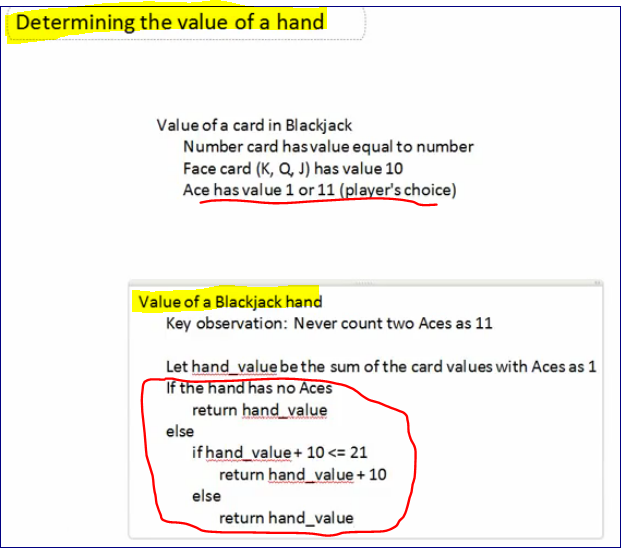 Determining the value of a hand
Value of a card in Blackjack
Number card has value equal to number
Face card (K, Q, J) has value 10
Ace has value 1 or 11 (player's choice)
Value of a Blackjack hand
Key observation: Never count two Aces as 11
Let hand_value be the sum of the card values with Aces as 1
If the hand has no Aces
return hand_value
else
if hand_value + 10 <= 21
return hand_value + 10
else
return hand_value